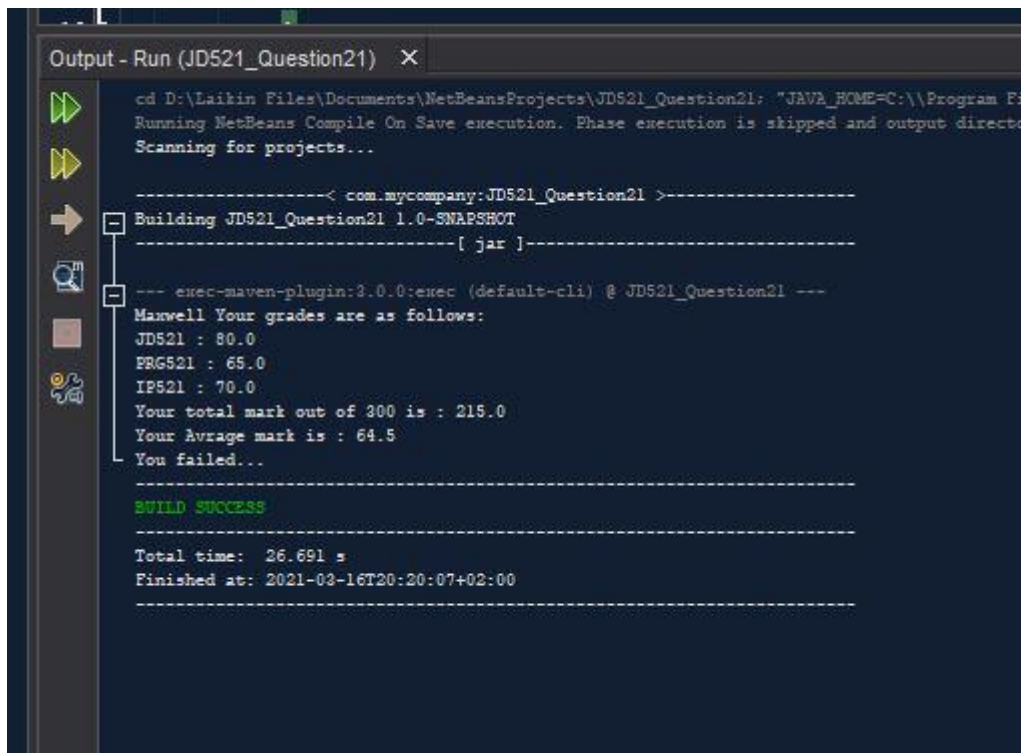 Output - Run (JD521_Question21) ×
cd D:\Laikin Files\Documents\NetBeansProjects\JD521_Question21; "JAVA_HOME=C:\\Program
Running NetBeans Compile On Save execution. Phase execution is skipped and output
Scanning for projects...
-------------------< com.mycompany:JD521_Question21 >-------------------
Building JD521_Question21 1.0-SNAPSHOT
--------------------------------[ jar ]---------------------------------
--- exec-maven-plugin:3.0.0:exec (default-cli) @ JD521_Question21 ---
Maxwell Your grades are as follows:
JD521 : 80.0
PRG521 : 65.0
IP521 : 70.0
Your total mark out of 300 is : 215.0
Your Avrage mark is : 64.5
You failed...
------------------------------------------------------------------------
BUILD SUCCESS
------------------------------------------------------------------------
Total time:  26.691 s
Finished at: 2021-03-16T20:20:07+02:00
------------------------------------------------------------------------